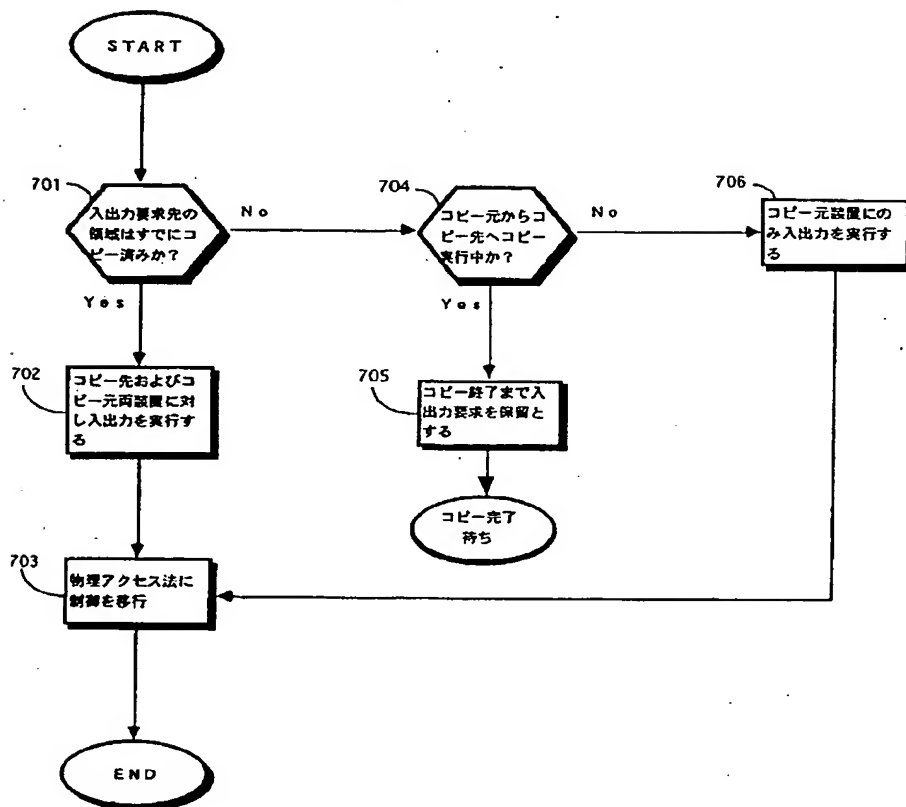 START
701
入出力要求先の
領域はすでにコ
ピー済みか?
No
704
コピー元からコ
ピー先へコピー
実行中か?
No
706
コピー元装置にの
み入出力を実行す
る
Yes
Yes
702
コピー先およびコピ
ー元両装置に対
し入出力を実行す
る
705
コピー終了まで入
出力要求を保留と
する
コピー完了
待ち
703
物理アクセス法に
制御を移行
END